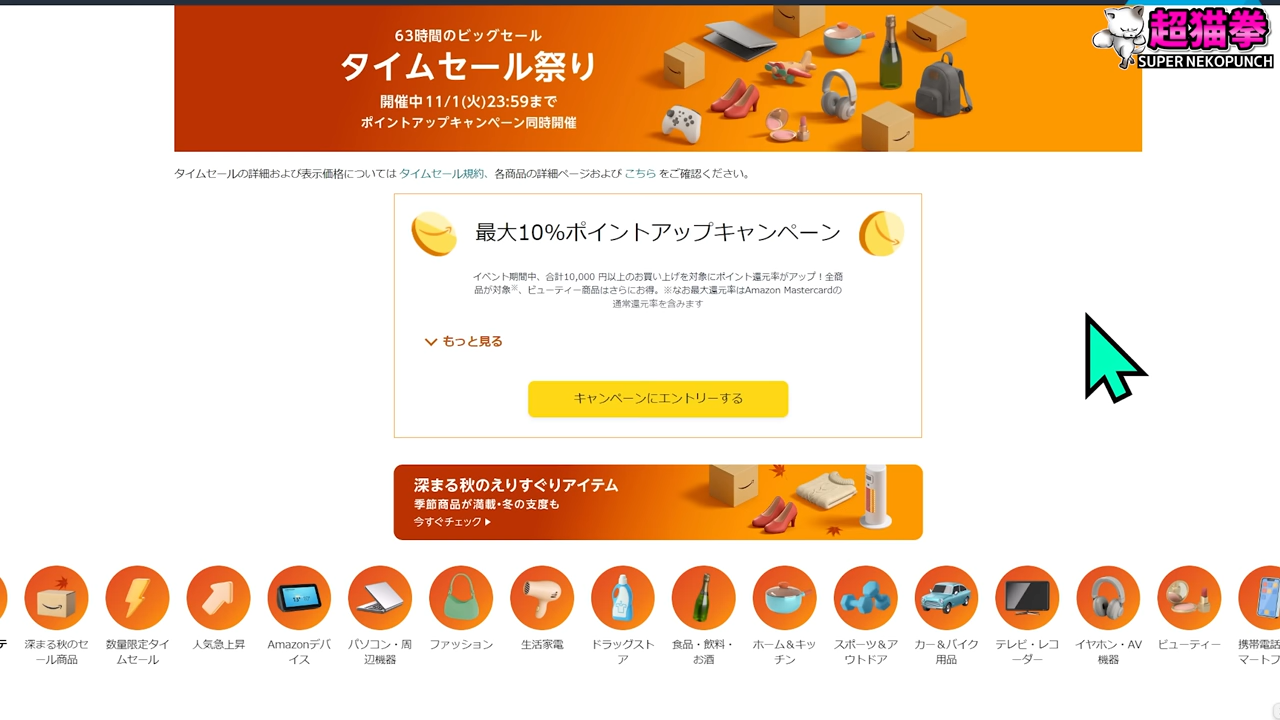 超猫拳
SUPER NEKOPUNCH
63時間のビッグセール
タイムセール祭り
開催中11/1(火)23:59まで
ポイントアップキャンペーン同時開催
タイムセールの詳細および表示価格については タイムセール規約、各商品の詳細ページおよび こちら をご確認ください。
最大10%ポイントアップキャンペーン
イベント期間中、合計10,000 円以上のお買い上げを対象にポイント還元率がアップ！全商
品が対象※、ビューティー商品はさらにお得。※なお最大還元率はAmazon Mastercardの
通常還元率を含みます
もっと見る
キャンペーンにエントリーする
深まる秋のえりすぐりアイテム
季節商品が満載・冬の支度も
今すぐチェック
テ
深まる秋のセ
ール商品
数量限定タイ
ムセール
人気急上昇
Amazonデバ
イス
パソコン・周
辺機器
ファッション
生活家電
ドラッグスト
ア
食品・飲料・
お酒
ホーム＆キッ
チン
スポーツ＆ア
ウトドア
カー＆バイク
用品
テレビ・レコ
ーダー
イヤホン・AV
機器
ビューティー
携帯電話
マートフ